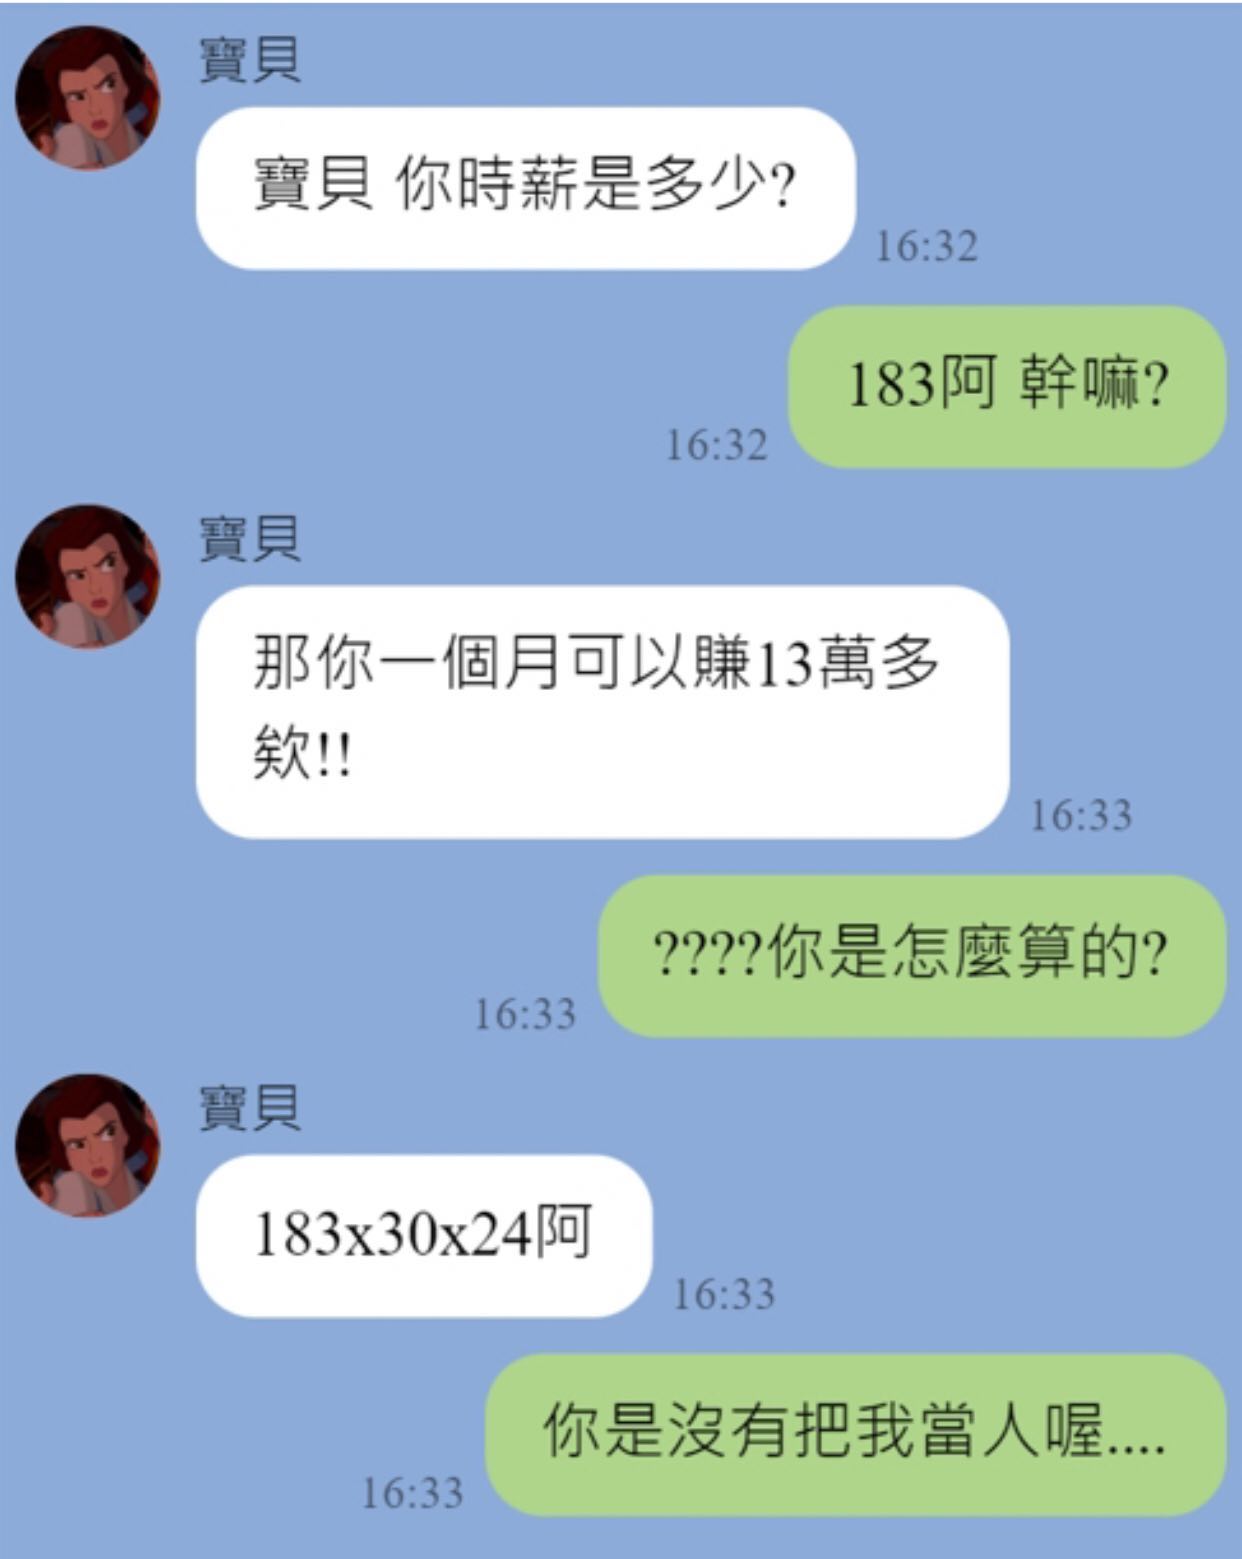 寶貝
寶貝 你時薪是多少?
16:32
183阿 幹嘛?
16:32
寶貝
那你一個月可以賺13萬多
欸!!
16:33
????你是怎麼算的?
16:33
寶貝
183x30x24阿
16:33
你是沒有把我當人喔....
16:33